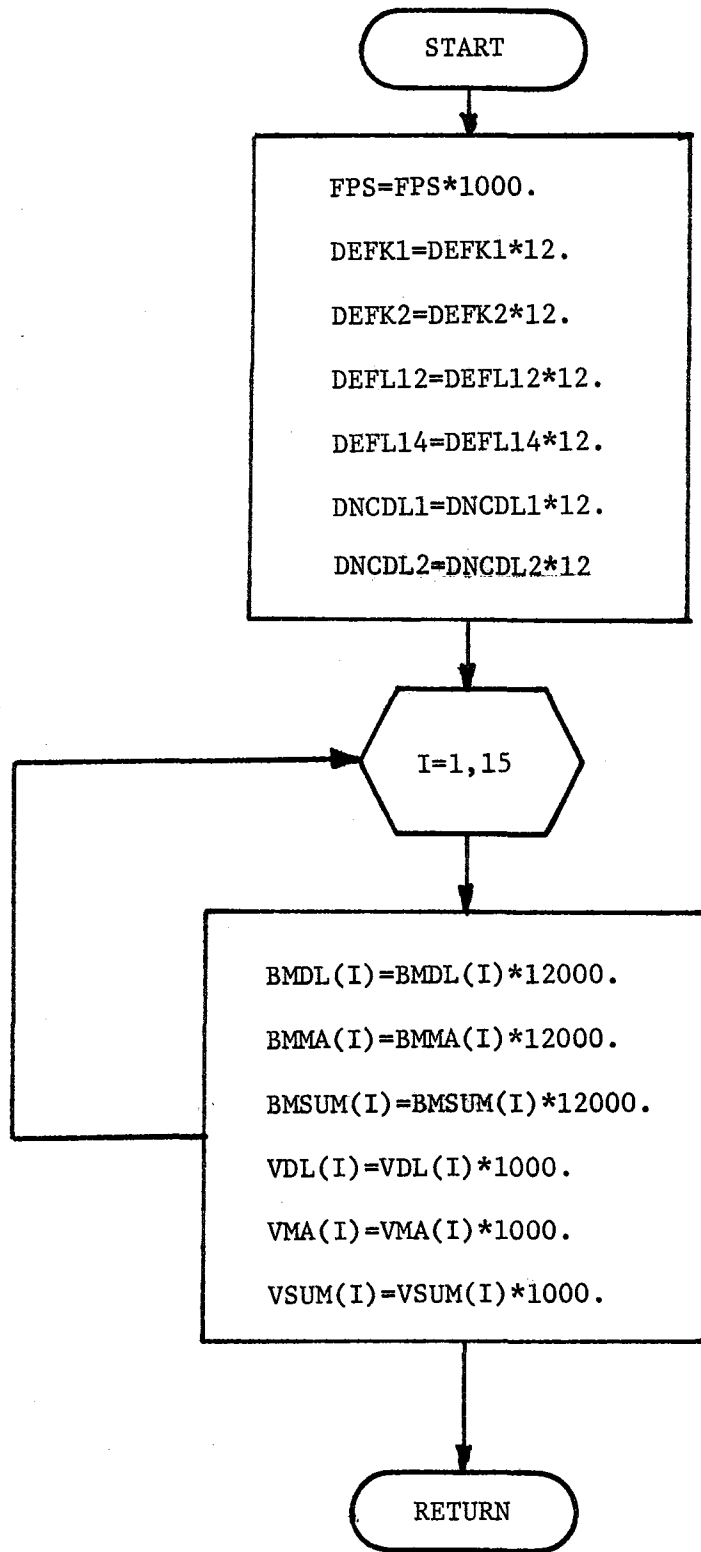 START
FPS=FPS*1000.
DEFK1=DEFK1*12.
DEFK2=DEFK2*12.
DEFL12=DEFL12*12.
DEFL14=DEFL14*12.
DNCDL1=DNCDL1*12.
DNCDL2=DNCDL2*12
I=1,15
BMDL(I)=BMDL(I)*12000.
BMMA(I)=BMMA(I)*12000.
BMSUM(I)=BMSUM(I)*12000.
VDL(I)=VDL(I)*1000.
VMA(I)=VMA(I)*1000.
VSUM(I)=VSUM(I)*1000.
RETURN